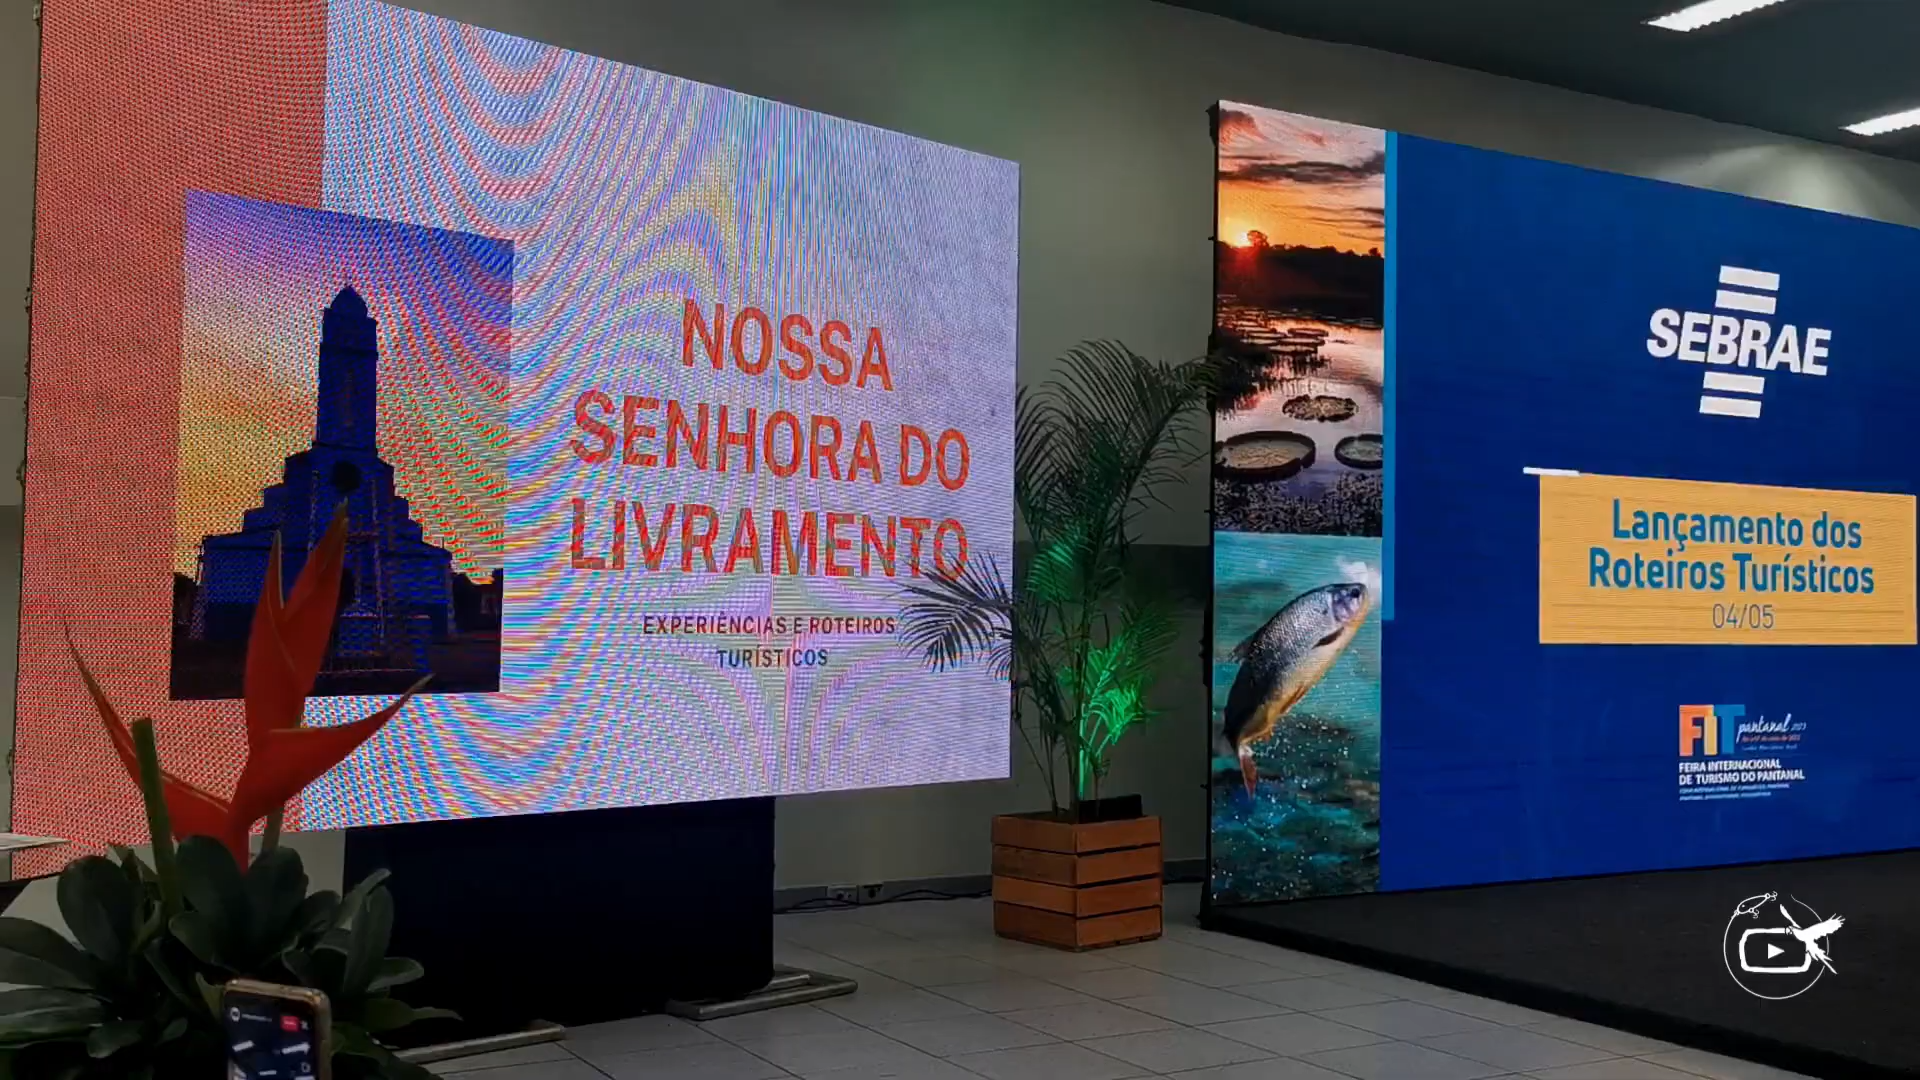 NOSSA
SENHORA DO
LIVRAMENTO
EXPERIÊNCIAS E ROTEIROS
TURÍSTICOS
SEBRAE
Lançamento dos
Roteiros Turísticos
04/05
FIT pantanal 2023
FEIRA INTERNACIONAL
DE TURISMO DO PANTANAL